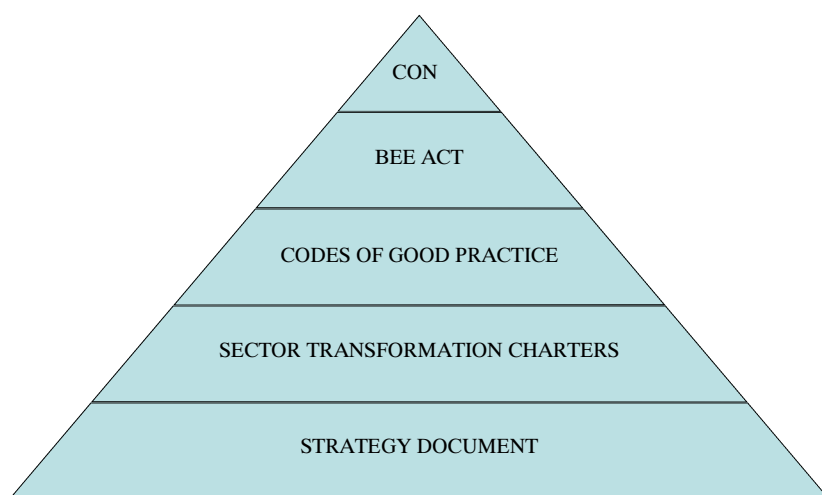 CON
BEE ACT
CODES OF GOOD PRACTICE
SECTOR TRANSFORMATION CHARTERS
STRATEGY DOCUMENT